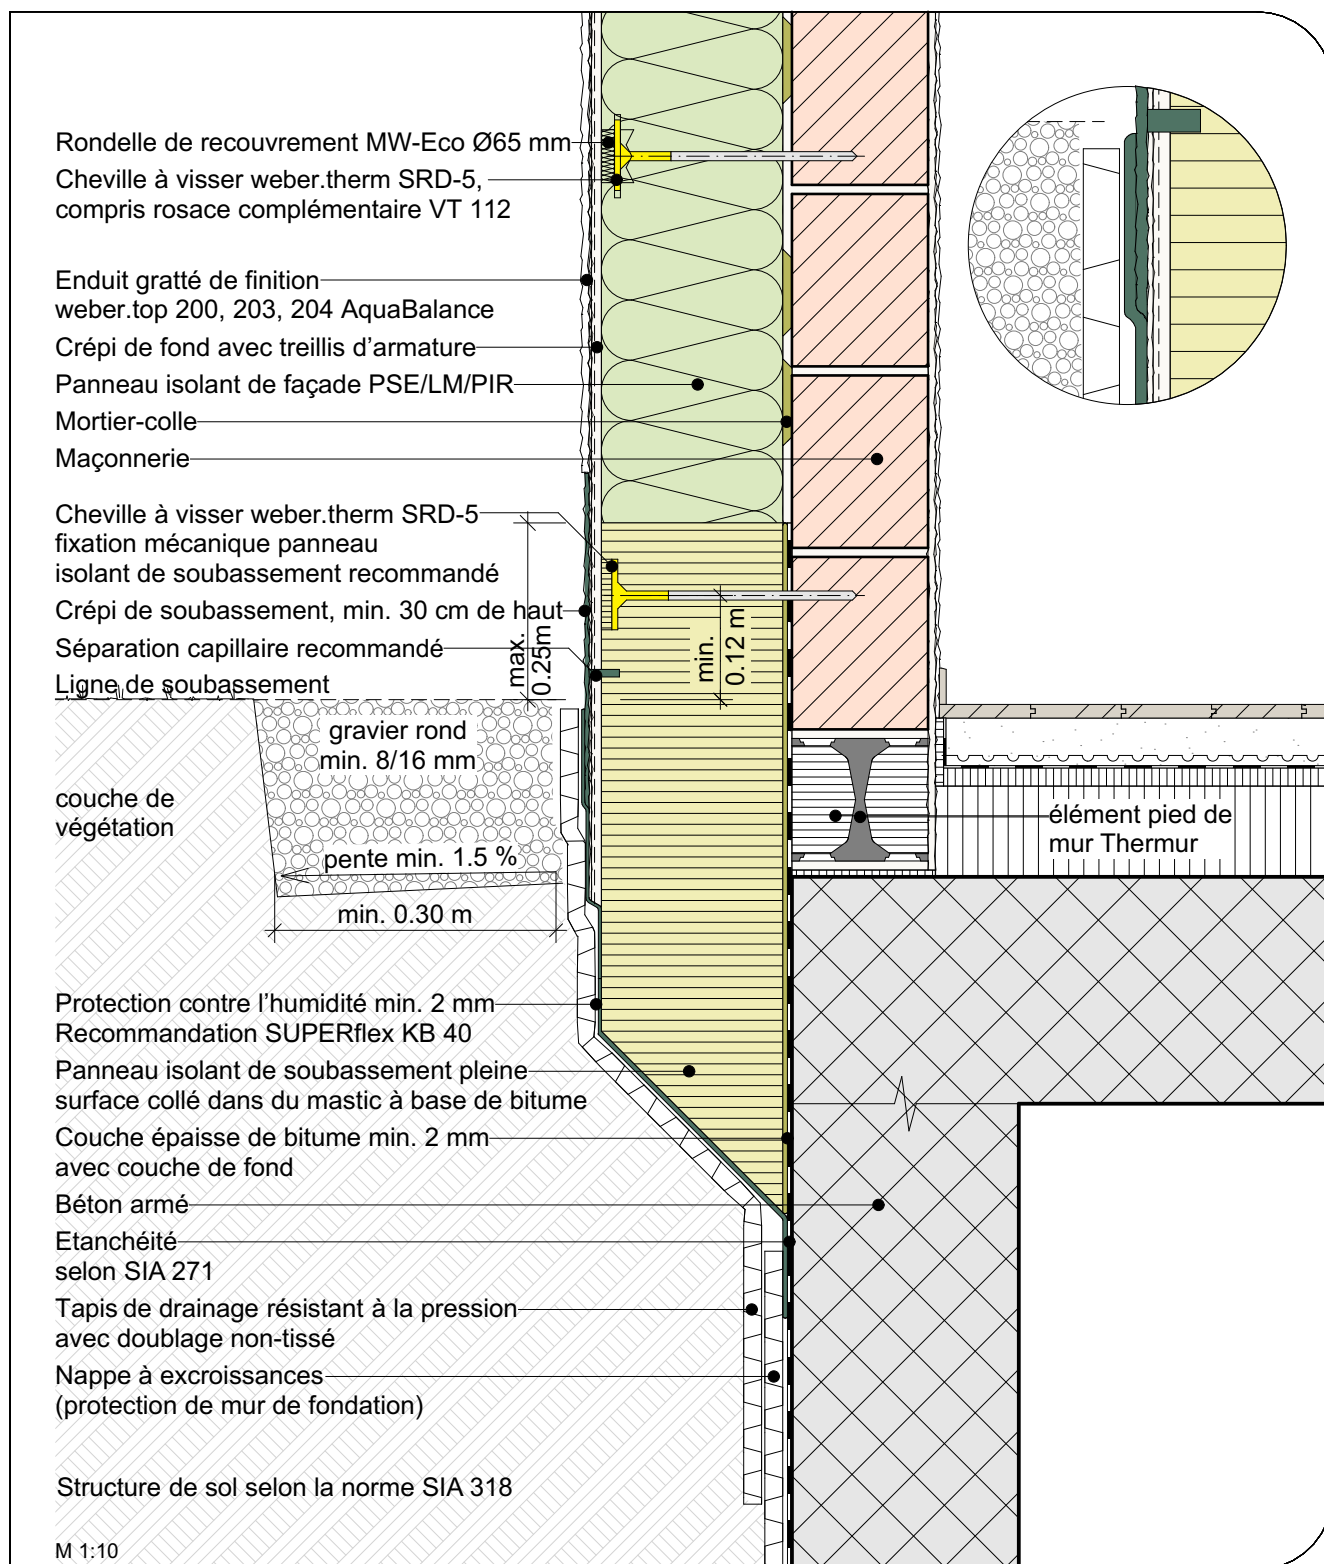 Rondelle de recouvrement MW-Eco Ø65 mm
Cheville à visser weber.therm SRD-5,
compris rosace complémentaire VT 112
Enduit gratté de finition
weber.top 200, 203, 204 AquaBalance
Crépi de fond avec treillis d'armature
Panneau isolant de façade PSE/LM/PIR
Mortier-colle
Maçonnerie
Cheville à visser weber.therm SRD-5
fixation mécanique panneau
isolant de soubassement recommandé
Crépi de soubassement, min. 30 cm de haut
Séparation capillaire recommandé
Ligne de soubassement
max.
0.25m
min.
0.12 m
gravier rond
min. 8/16 mm
couche de
végétation
pente min. 1.5 %
min. 0.30 m
élément pied de
mur Thermur
Protection contre l'humidité min. 2 mm
Recommandation SUPERflex KB 40
Panneau isolant de soubassement pleine
surface collé dans du mastic à base de bitume
Couche épaisse de bitume min. 2 mm
avec couche de fond
Béton armé
Etanchéité
selon SIA 271
Tapis de drainage résistant à la pression
avec doublage non-tissé
Nappe à excroissances
(protection de mur de fondation)
Structure de sol selon la norme SIA 318
M 1:10